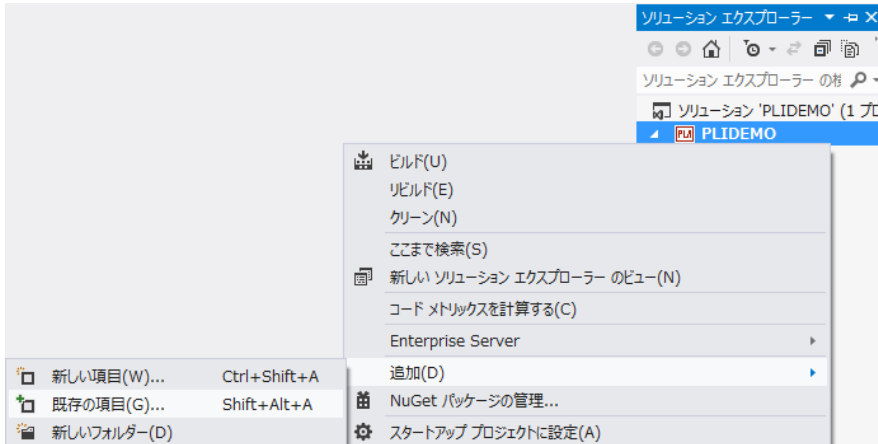 ソリューション エクスプローラー
ソリューション エクスプローラー の検
ソリューション 'PLIDEMO' (1 プロ
PLIDEMO
ビルド(U)
リビルド(E)
クリーン(N)
ここまで検索(S)
新しい ソリューション エクスプローラー のビュー(N)
コード メトリックスを計算する(C)
Enterprise Server
追加(D)
NuGet パッケージの管理...
スタートアップ プロジェクトに設定(A)
新しい項目(W)... Ctrl+Shift+A
既存の項目(G)... Shift+Alt+A
新しいフォルダー(D)